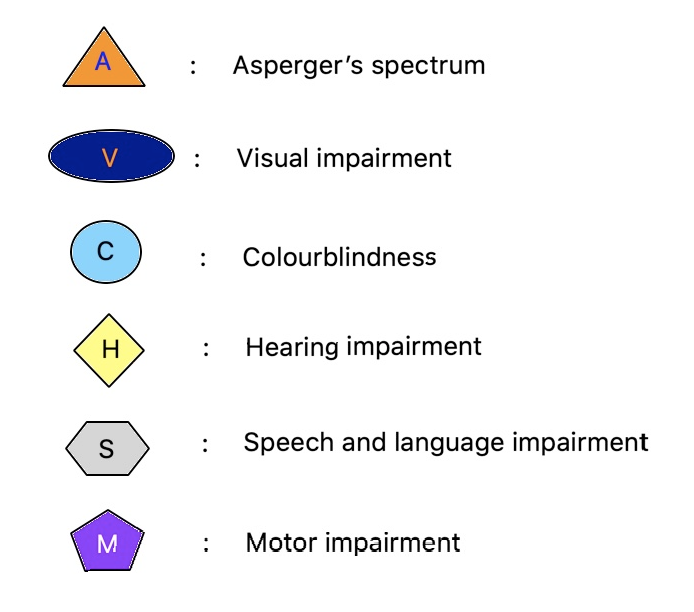 A : Asperger’s spectrum
V : Visual impairment
C : Colourblindness
H : Hearing impairment
S : Speech and language impairment
M : Motor impairment